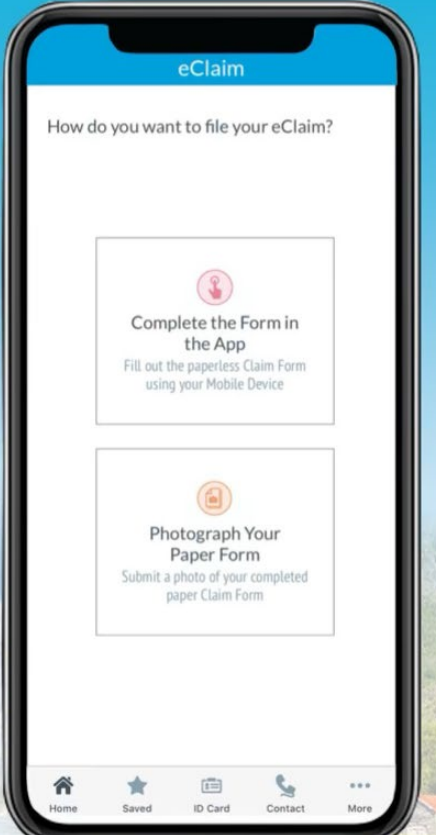 eClaim
How do you want to file your eClaim?
Complete the Form in
the App
Fill out the paperless Claim Form
using your Mobile Device
Photograph Your
Paper Form
Submit a photo of your completed
paper Claim Form
Home Saved ID Card Contact More